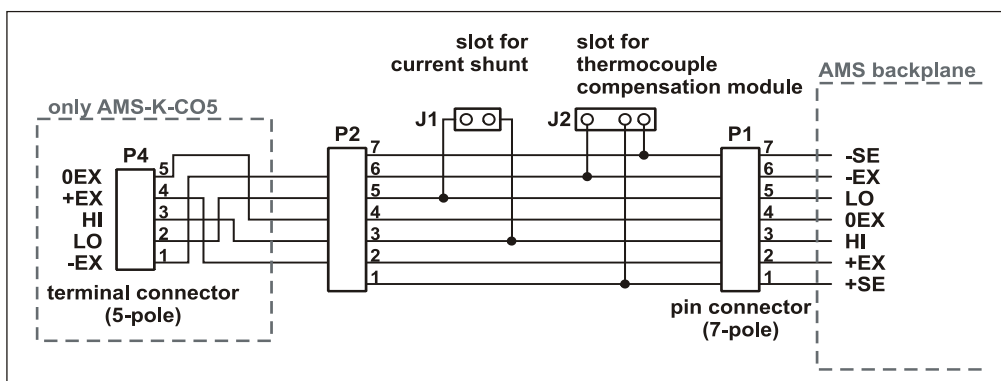 slot for
current shunt
slot for
thermocouple
compensation module
AMS backplane
only AMS-K-CO5
J1
J2
P4
P2
P1
0EX
+EX
HI
LO
-EX
5
4
3
2
1
7
6
5
4
3
2
1
7
6
5
4
3
2
1
-SE
-EX
LO
0EX
HI
+EX
+SE
terminal connector
(5-pole)
pin connector
(7-pole)